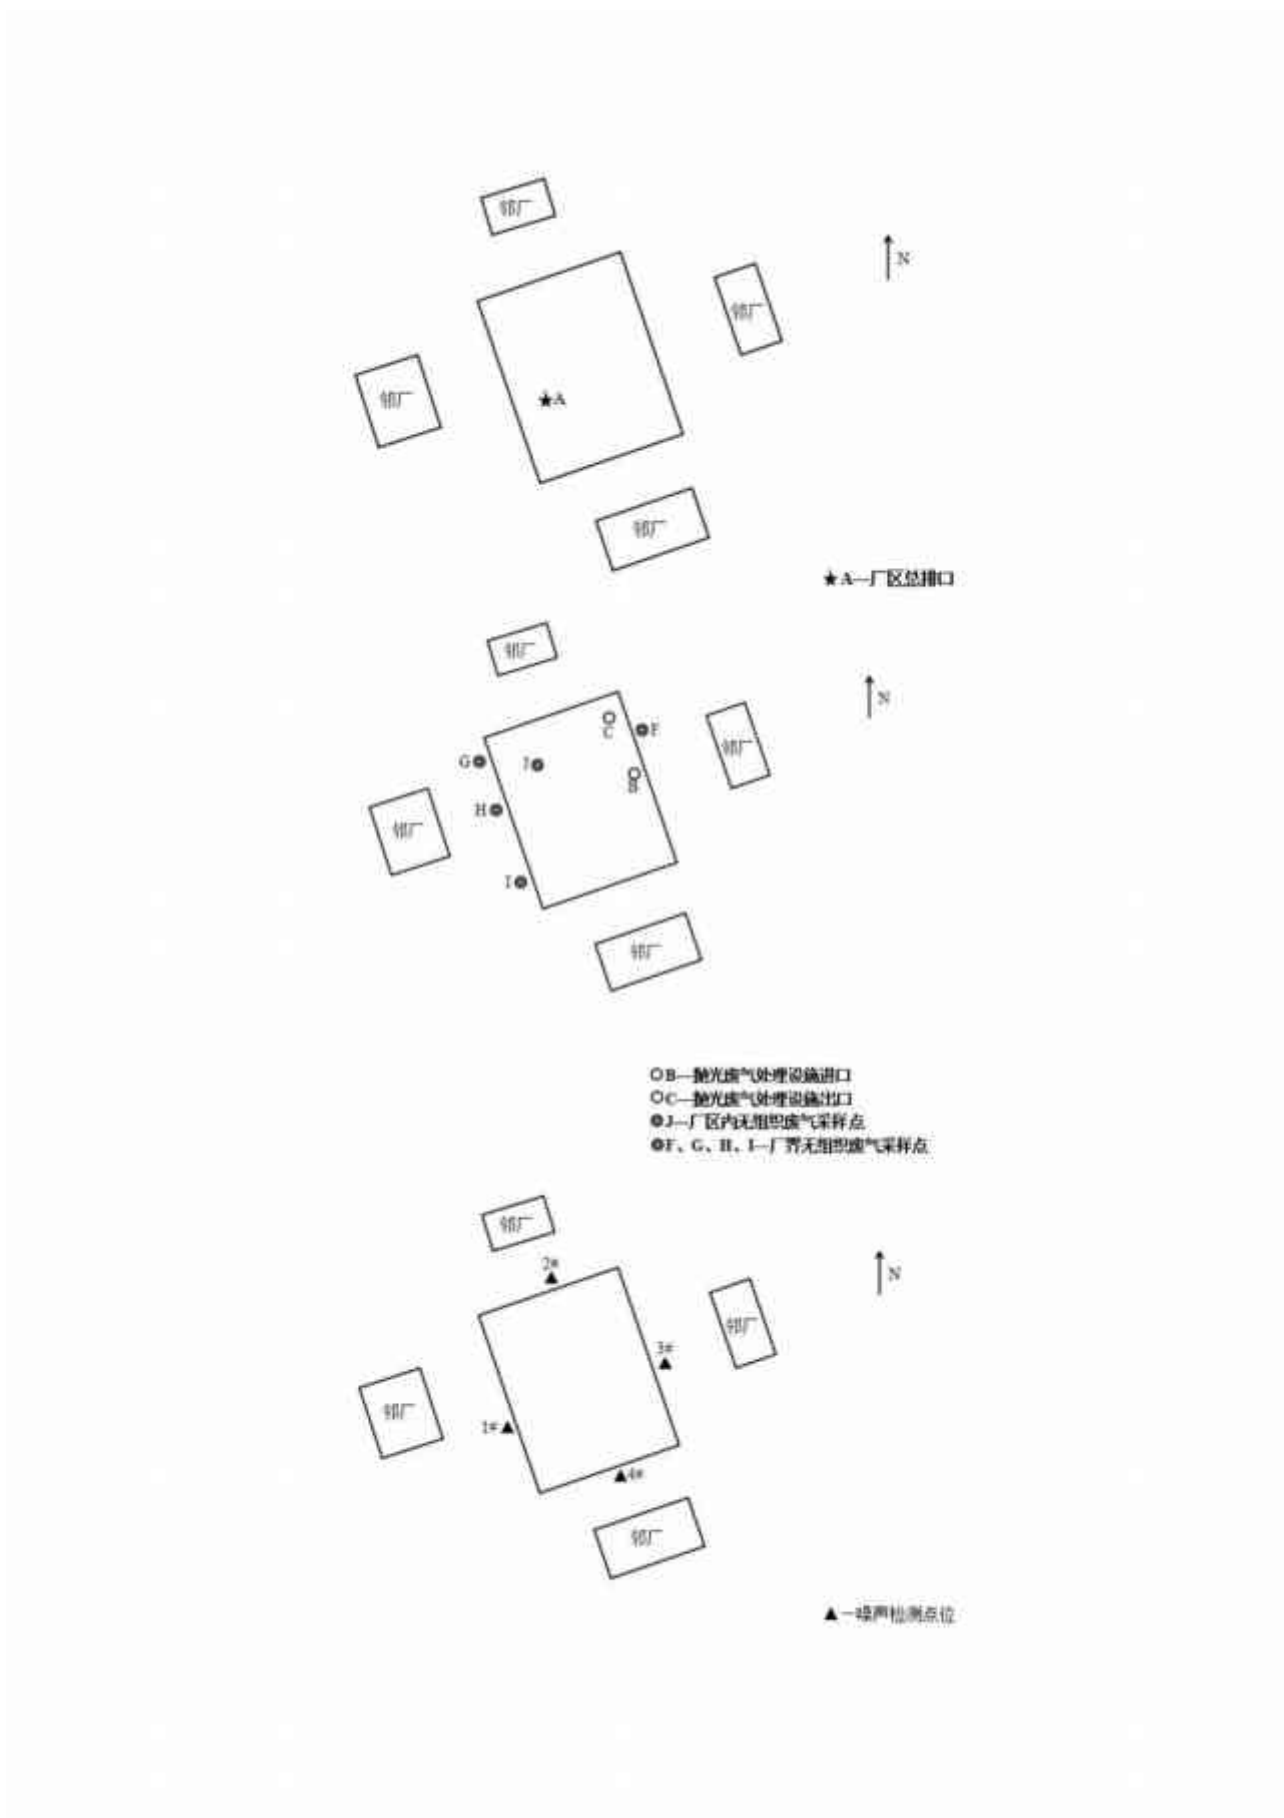 邻厂
N
邻厂
邻厂
★A
邻厂
★A—厂区总排口
邻厂
N
C
F
邻厂
G
J
B
H
邻厂
I
邻厂
○B—抛光废气处理设施进口
○C—抛光废气处理设施出口
◎J—厂区内无组织废气采样点
◎F、G、H、I—厂界无组织废气采样点
邻厂
2#
N
邻厂
3#
邻厂
1#▲
▲4#
邻厂
▲—噪声检测点位